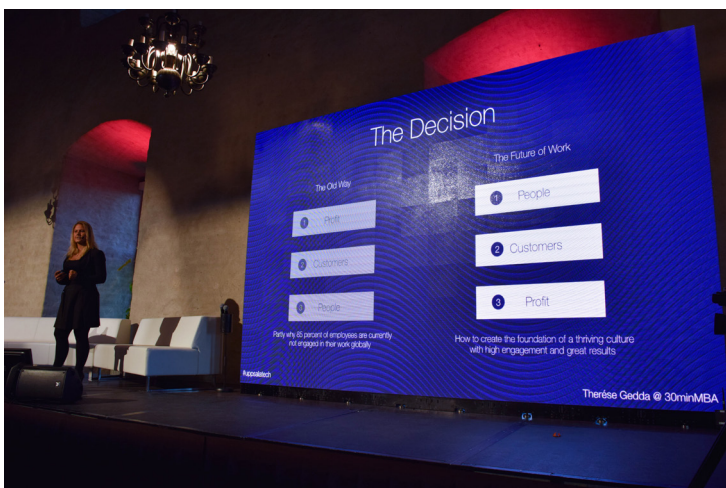 The Decision
The Old Way
1 Profit
2 Customers
3 People
Partly why 85 percent of employees are currently
not engaged in their work globally
The Future of Work
1 People
2 Customers
3 Profit
How to create the foundation of a thriving culture
with high engagement and great results
#uppsalatech
Therése Gedda @ 30minMBA